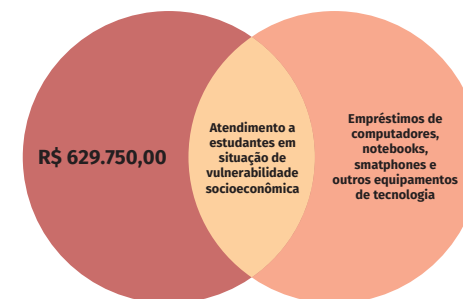 R$ 629.750,00
Atendimento a
estudantes em
situação de
vulnerabilidade
socioeconômica
Empréstimos de
computadores,
notebooks,
smatphones e
outros equipamentos
de tecnologia